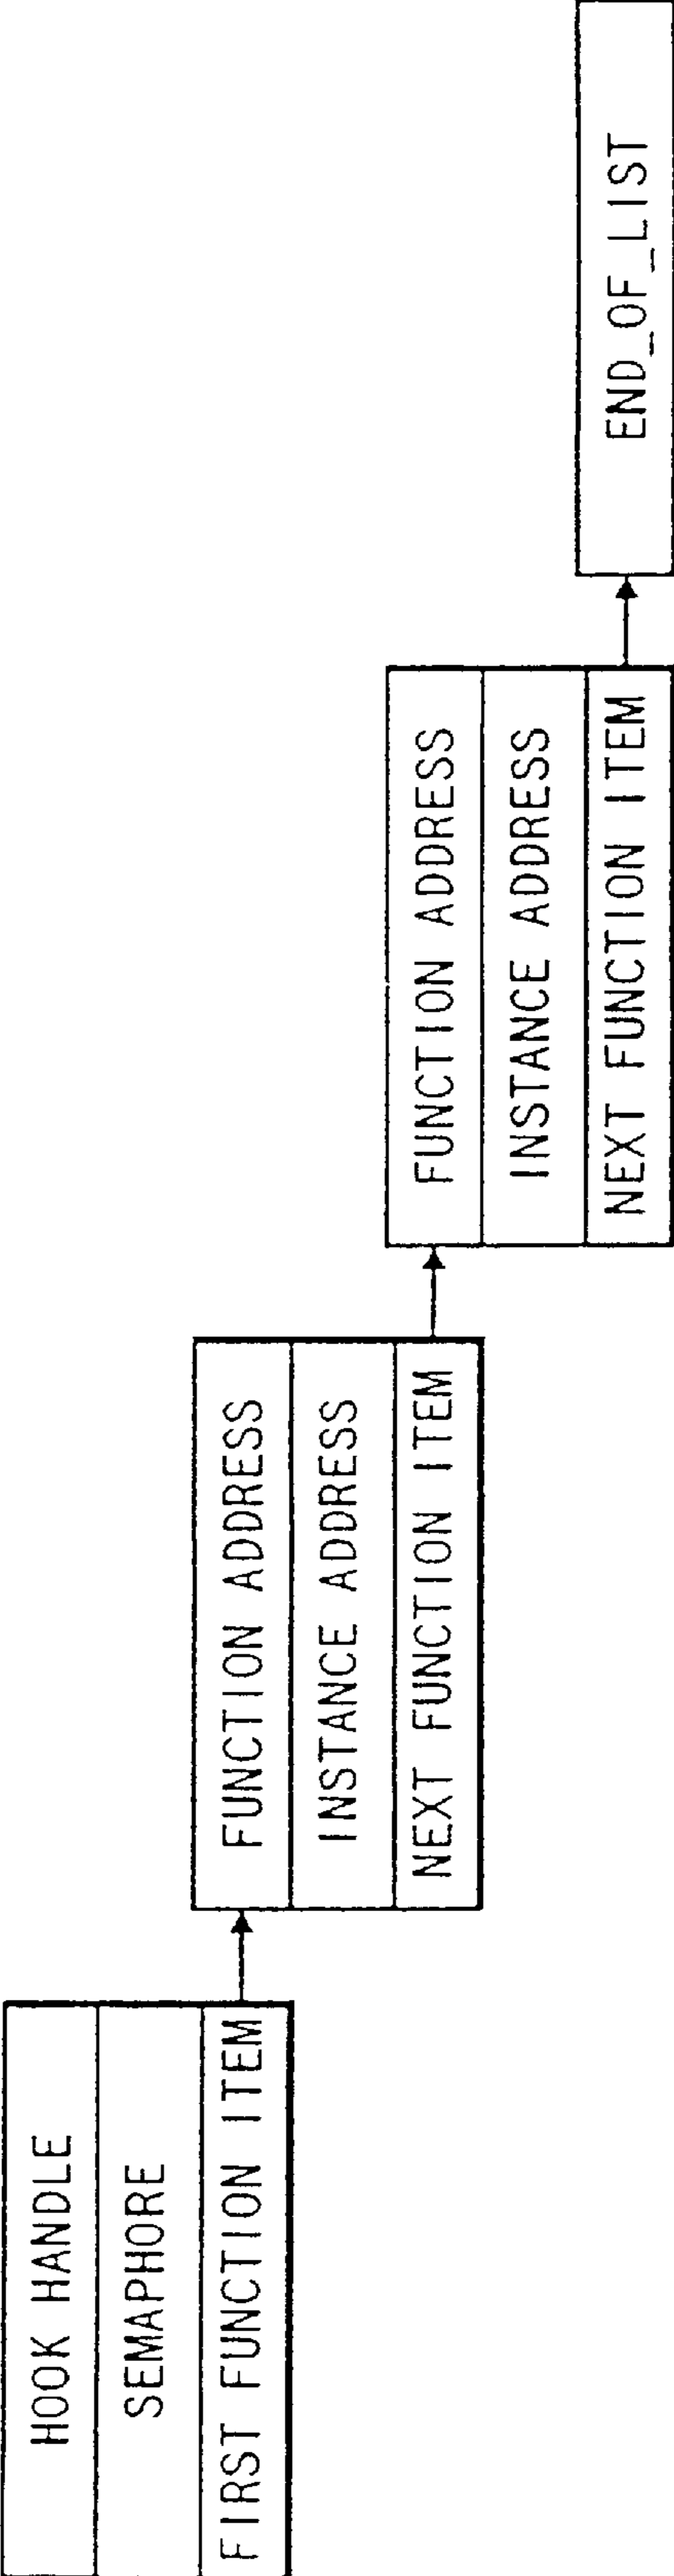 HOOK HANDLE
SEMAPHORE
FIRST FUNCTION ITEM
FUNCTION ADDRESS
INSTANCE ADDRESS
NEXT FUNCTION ITEM
FUNCTION ADDRESS
INSTANCE ADDRESS
NEXT FUNCTION ITEM
END_OF_LIST